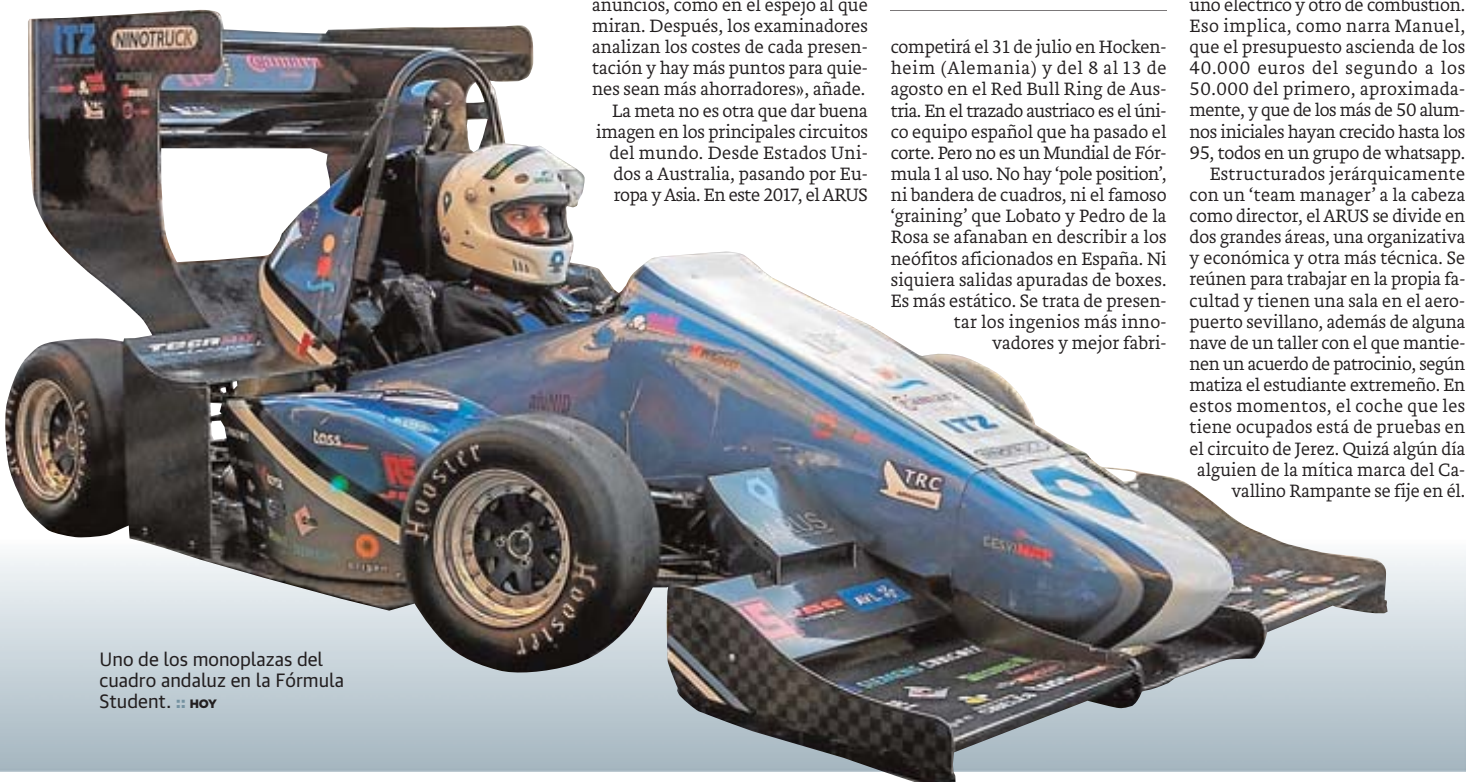 anuncios, como en el espejo al que
miran. Después, los examinadores
analizan los costes de cada presen-
tación y hay más puntos para quie-
nes sean más ahorradores», añade.
La meta no es otra que dar buena
imagen en los principales circuitos
del mundo. Desde Estados Uni-
dos a Australia, pasando por Eu-
ropa y Asia. En este 2017, el ARUS
competirá el 31 de julio en Hocken-
heim (Alemania) y del 8 al 13 de
agosto en el Red Bull Ring de Aus-
tria. En el trazado austriaco es el úni-
co equipo español que ha pasado el
corte. Pero no es un Mundial de Fór-
mula 1 al uso. No hay ‘pole position’,
ni bandera de cuadros, ni el famoso
‘graining’ que Lobato y Pedro de la
Rosa se afanaban en describir a los
neófitos aficionados en España. Ni
siquiera salidas apuradas de boxes.
Es más estático. Se trata de presen-
tar los ingenios más inno-
vadores y mejor fabri-
uno eléctrico y otro de combustión.
Eso implica, como narra Manuel,
que el presupuesto ascienda de los
40.000 euros del segundo a los
50.000 del primero, aproximada-
mente, y que de los más de 50 alum-
nos iniciales hayan crecido hasta los
95, todos en un grupo de whatsapp.
Estructurados jerárquicamente
con un ‘team manager’ a la cabeza
como director, el ARUS se divide en
dos grandes áreas, una organizativa
y económica y otra más técnica. Se
reúnen para trabajar en la propia fa-
cultad y tienen una sala en el aero-
puerto sevillano, además de alguna
nave de un taller con el que mantie-
nen un acuerdo de patrocinio, según
matiza el estudiante extremeño. En
estos momentos, el coche que les
tiene ocupados está de pruebas en
el circuito de Jerez. Quizá algún día
alguien de la mítica marca del Ca-
vallino Rampante se fije en él.
ITZ
NINOTRUCK
Cámara
ITZ
TRC
ARUS
Hoosier
Hoosier
AVL
Uno de los monoplazas del
cuadro andaluz en la Fórmula
Student. :: HOY